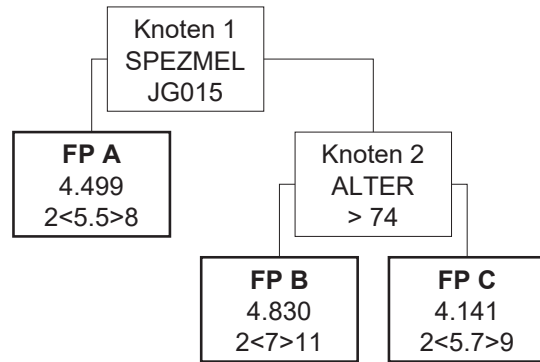 Knoten 1
SPEZMEL
JG015
FP A
4.499
2<5.5>8
Knoten 2
ALTER
> 74
FP B
4.830
2<7>11
FP C
4.141
2<5.7>9